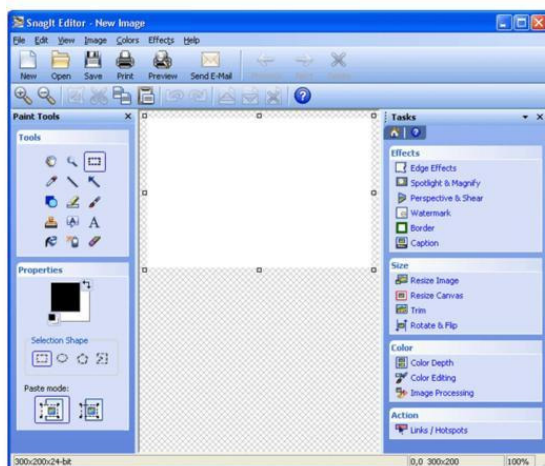 SnagIt Editor - New Image
File Edit View Image Colors Effects Help
New Open Save Print Preview Send E-Mail
Paint Tools
Tools
A
Properties
Selection Shape
Paste mode:
Tasks
Effects
Edge Effects
Spotlight & Magnify
Perspective & Shear
Watermark
Border
Caption
Size
Resize Image
Resize Canvas
Trim
Rotate & Flip
Color
Color Depth
Color Editing
Image Processing
Action
Links / Hotspots
300x200x24-bit
0,0 300x200
100%